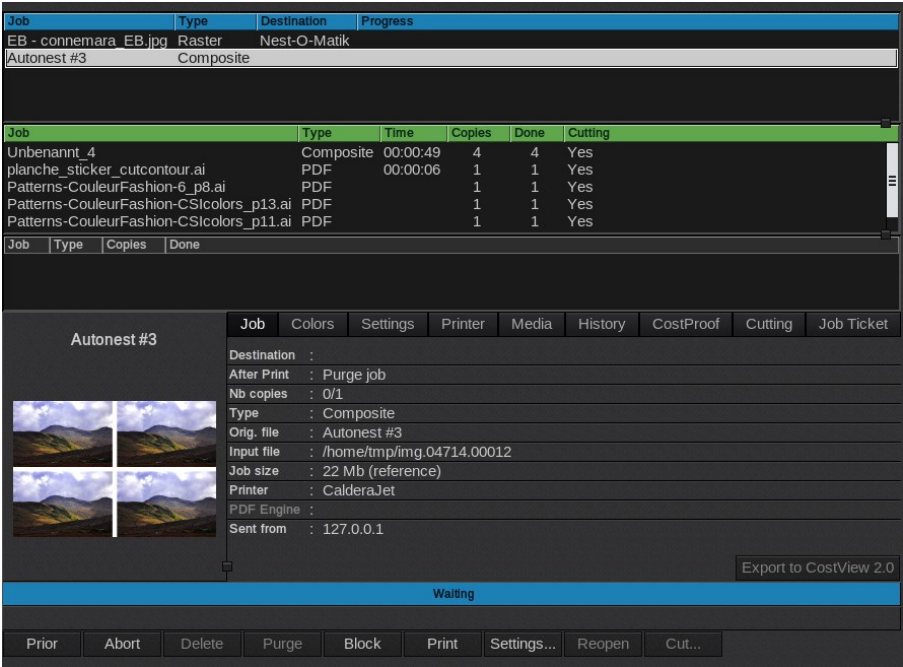 Job Type Destination Progress
EB - connemara_EB.jpg Raster Nest-O-Matik
Autonest #3 Composite
Job Type Time Copies Done Cutting
Unbenannt_4 Composite 00:00:49 4 4 Yes
planche_sticker_cutcontour.ai PDF 00:00:06 1 1 Yes
Patterns-CouleurFashion-6_p8.ai PDF 1 1 Yes
Patterns-CouleurFashion-CSIcolors_p13.ai PDF 1 1 Yes
Patterns-CouleurFashion-CSIcolors_p11.ai PDF 1 1 Yes
Job Type Copies Done
Autonest #3
Job Colors Settings Printer Media History CostProof Cutting Job Ticket
Destination :
After Print : Purge job
Nb copies : 0/1
Type : Composite
Orig. file : Autonest #3
Input file : /home/tmp/img.04714.00012
Job size : 22 Mb (reference)
Printer : CalderaJet
PDF Engine :
Sent from : 127.0.0.1
Export to CostView 2.0
Waiting
Prior Abort Delete Purge Block Print Settings... Reopen Cut...